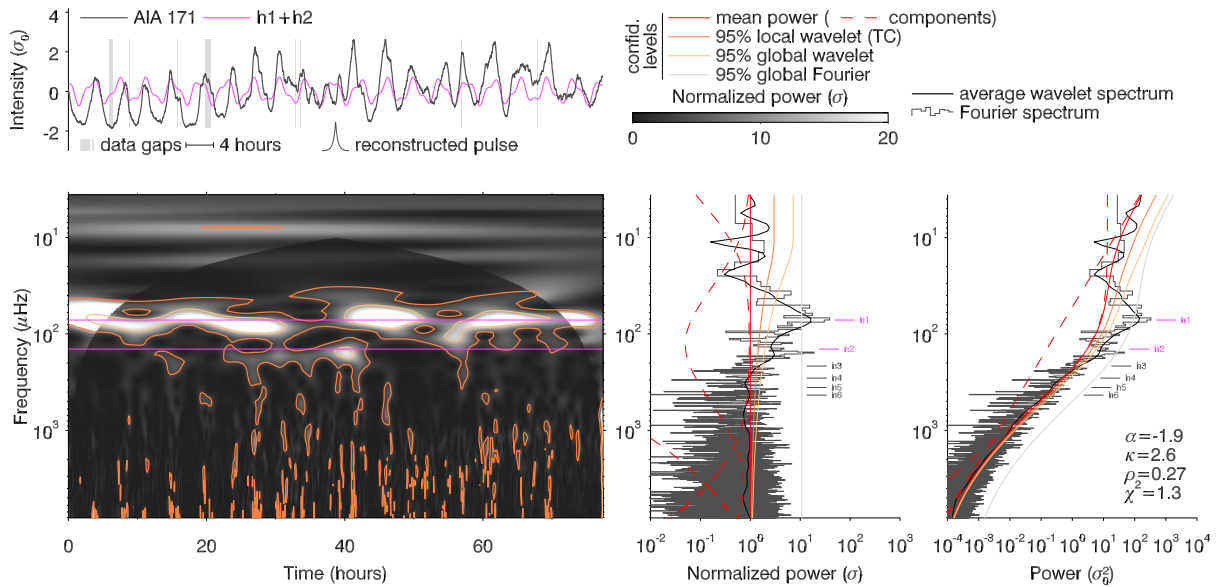 Intensity (σ₀)
4
2
0
-2
AIA 171
h1+h2
data gaps
4 hours
reconstructed pulse
confid.
levels
mean power ( components)
95% local wavelet (TC)
95% global wavelet
95% global Fourier
Normalized power (σ)
0 10 20
average wavelet spectrum
Fourier spectrum
Frequency (μHz)
10¹
10²
10³
0 20 40 60
Time (hours)
h1
h2
h3
h4
h5
h6
10⁻² 10⁻¹ 10⁰ 10¹ 10² 10³
Normalized power (σ)
h1
h2
h3
h4
h5
h6
α=-1.9
κ=2.6
ρ=0.27
χ²=1.3
10⁻⁴ 10⁻³ 10⁻² 10⁻¹ 10⁰ 10¹ 10² 10³ 10⁴
Power (σ₀²)